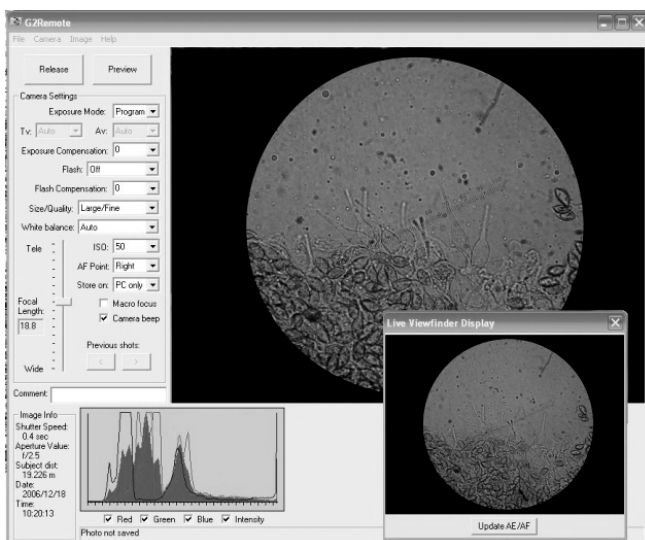 G2Remote
File Camera Image Help
Release Preview
Camera Settings
Exposure Mode: Program
Tv: Auto Av: Auto
Exposure Compensation: 0
Flash: Off
Flash Compensation: 0
Size/Quality: Large/Fine
White balance: Auto
Tele ISO: 50
AF Point: Right
Store on: PC only
Focal Length: 18.8
Macro focus
Camera beep
Previous shots:
< >
Wide
Comment:
Live Viewfinder Display
Update AE/AF
Image Info
Shutter Speed:
0.4 sec
Aperture Value:
f/2.5
Subject dist:
19.226 m
Date:
2006/12/18
Time:
10:20:13
Red Green Blue Intensity
Photo not saved